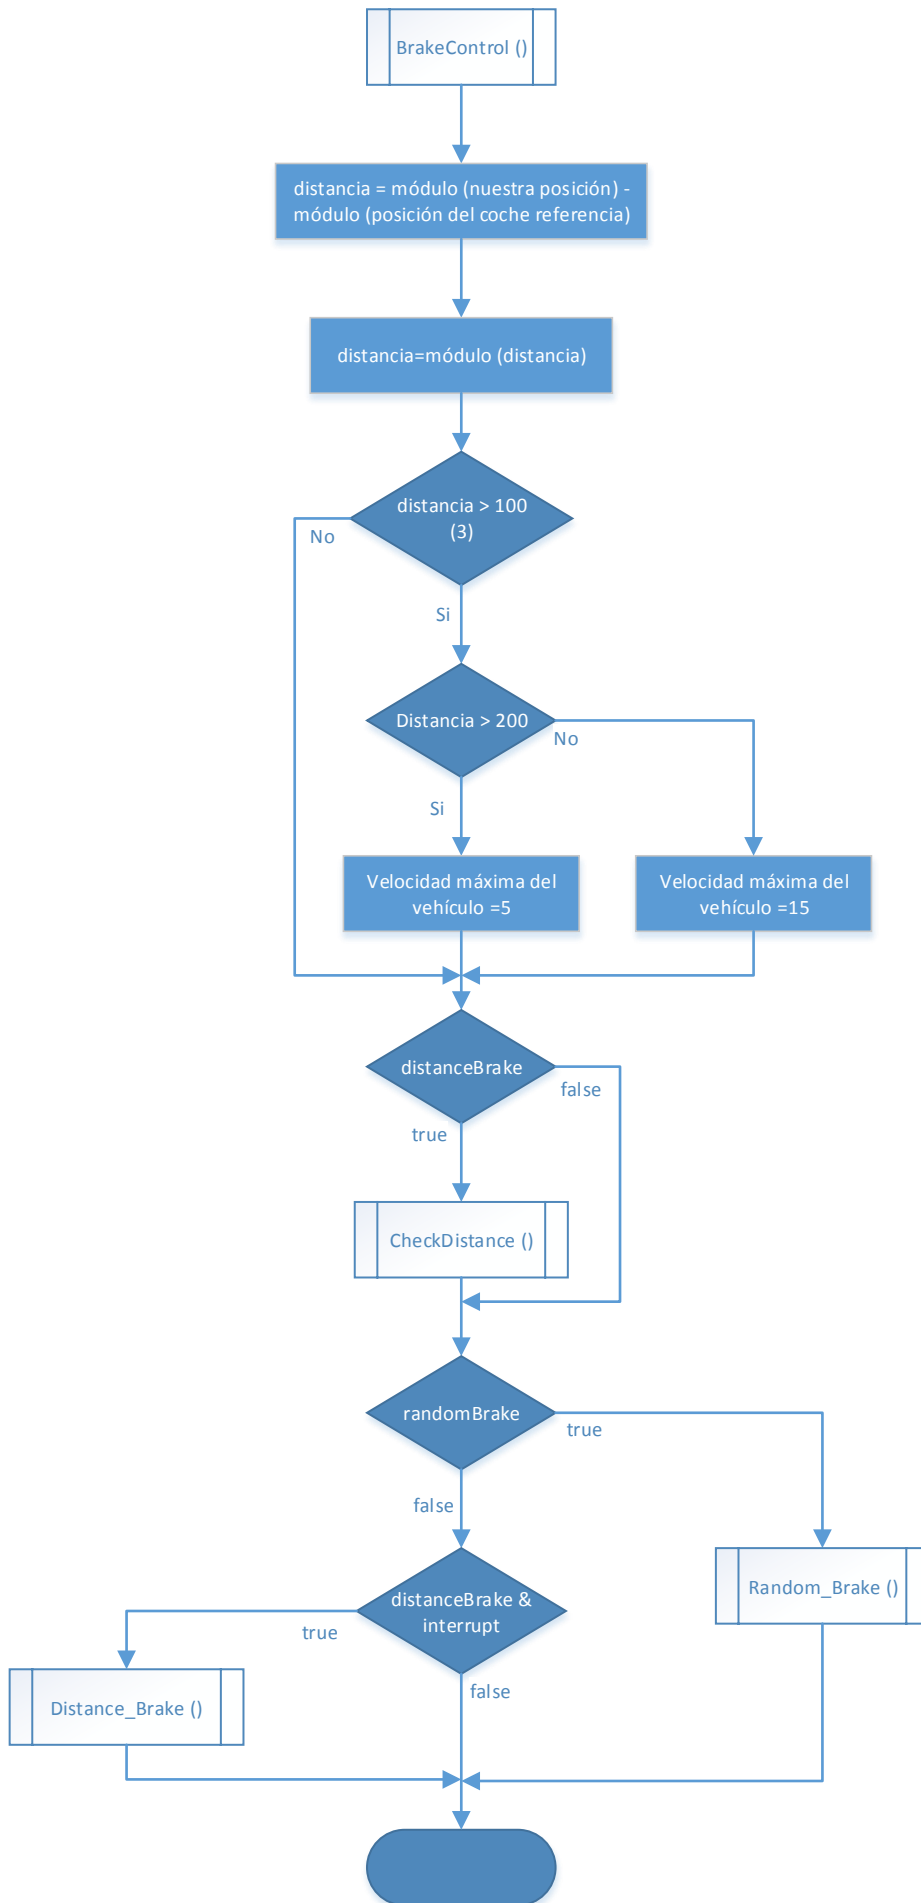 BrakeControl ()
distancia = módulo (nuestra posición) -
módulo (posición del coche referencia)
distancia=módulo (distancia)
distancia > 100
(3)
No
Si
Distancia > 200
No
Si
Velocidad máxima del
vehículo =5
Velocidad máxima del
vehículo =15
distanceBrake
false
true
CheckDistance ()
randomBrake
true
false
distanceBrake &
interrupt
Random_Brake ()
true
false
Distance_Brake ()